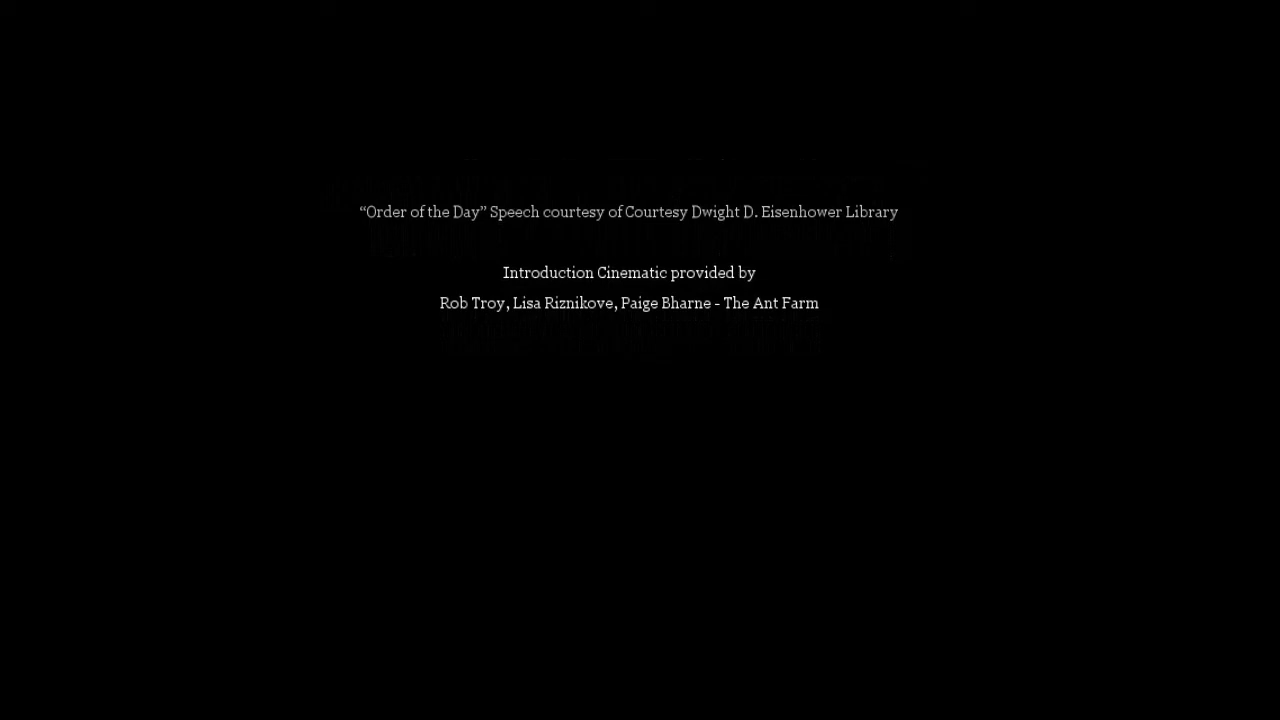 “Order of the Day” Speech courtesy of Courtesy Dwight D. Eisenhower Library
Introduction Cinematic provided by
Rob Troy, Lisa Riznikove, Paige Bharne - The Ant Farm